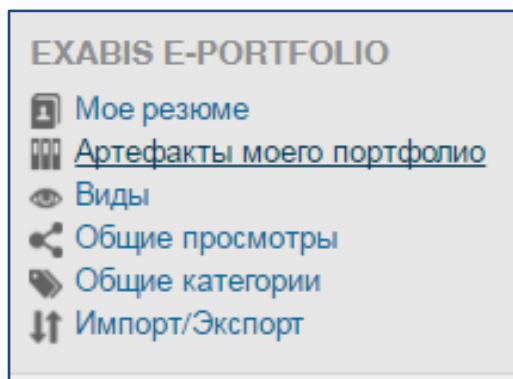 EXABIS E-PORTFOLIO
Мое резюме
Артефакты моего портфолио
Виды
Общие просмотры
Общие категории
Импорт/Экспорт